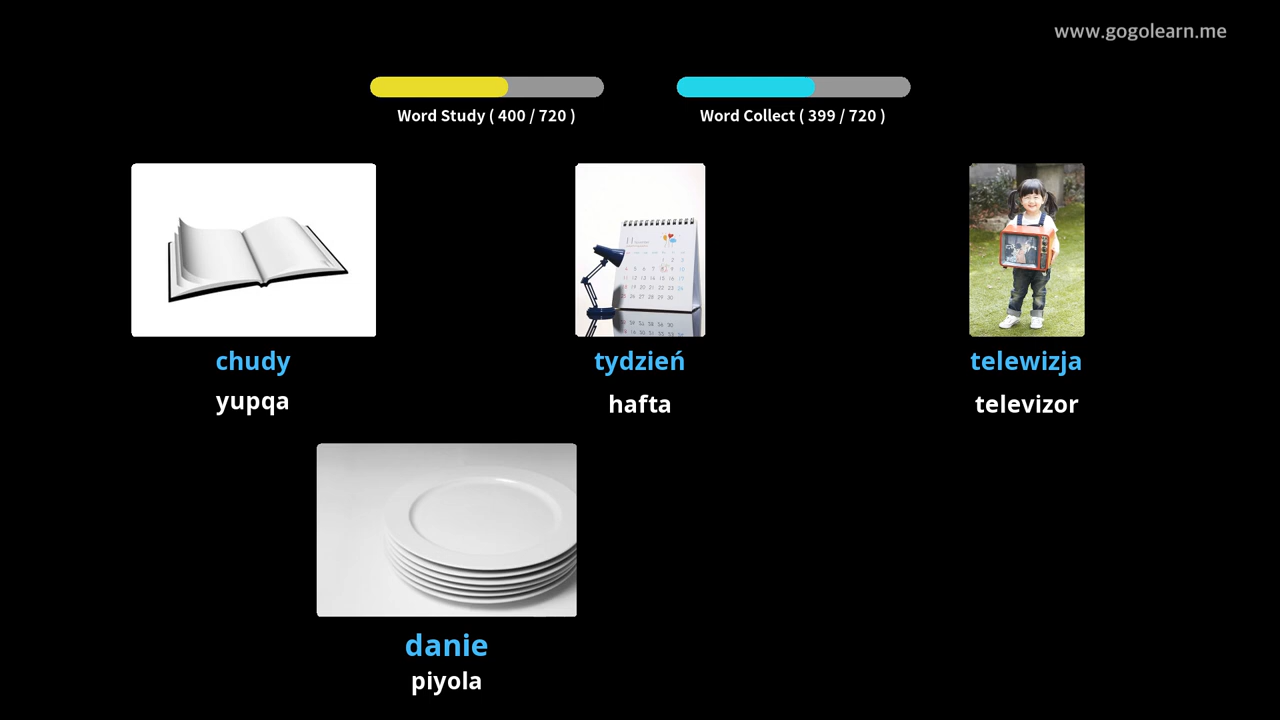 www.gogolearn.me
Word Study ( 400 / 720 )
Word Collect ( 399 / 720 )
chudy
yupqa
tydzień
hafta
telewizja
televizor
danie
piyola